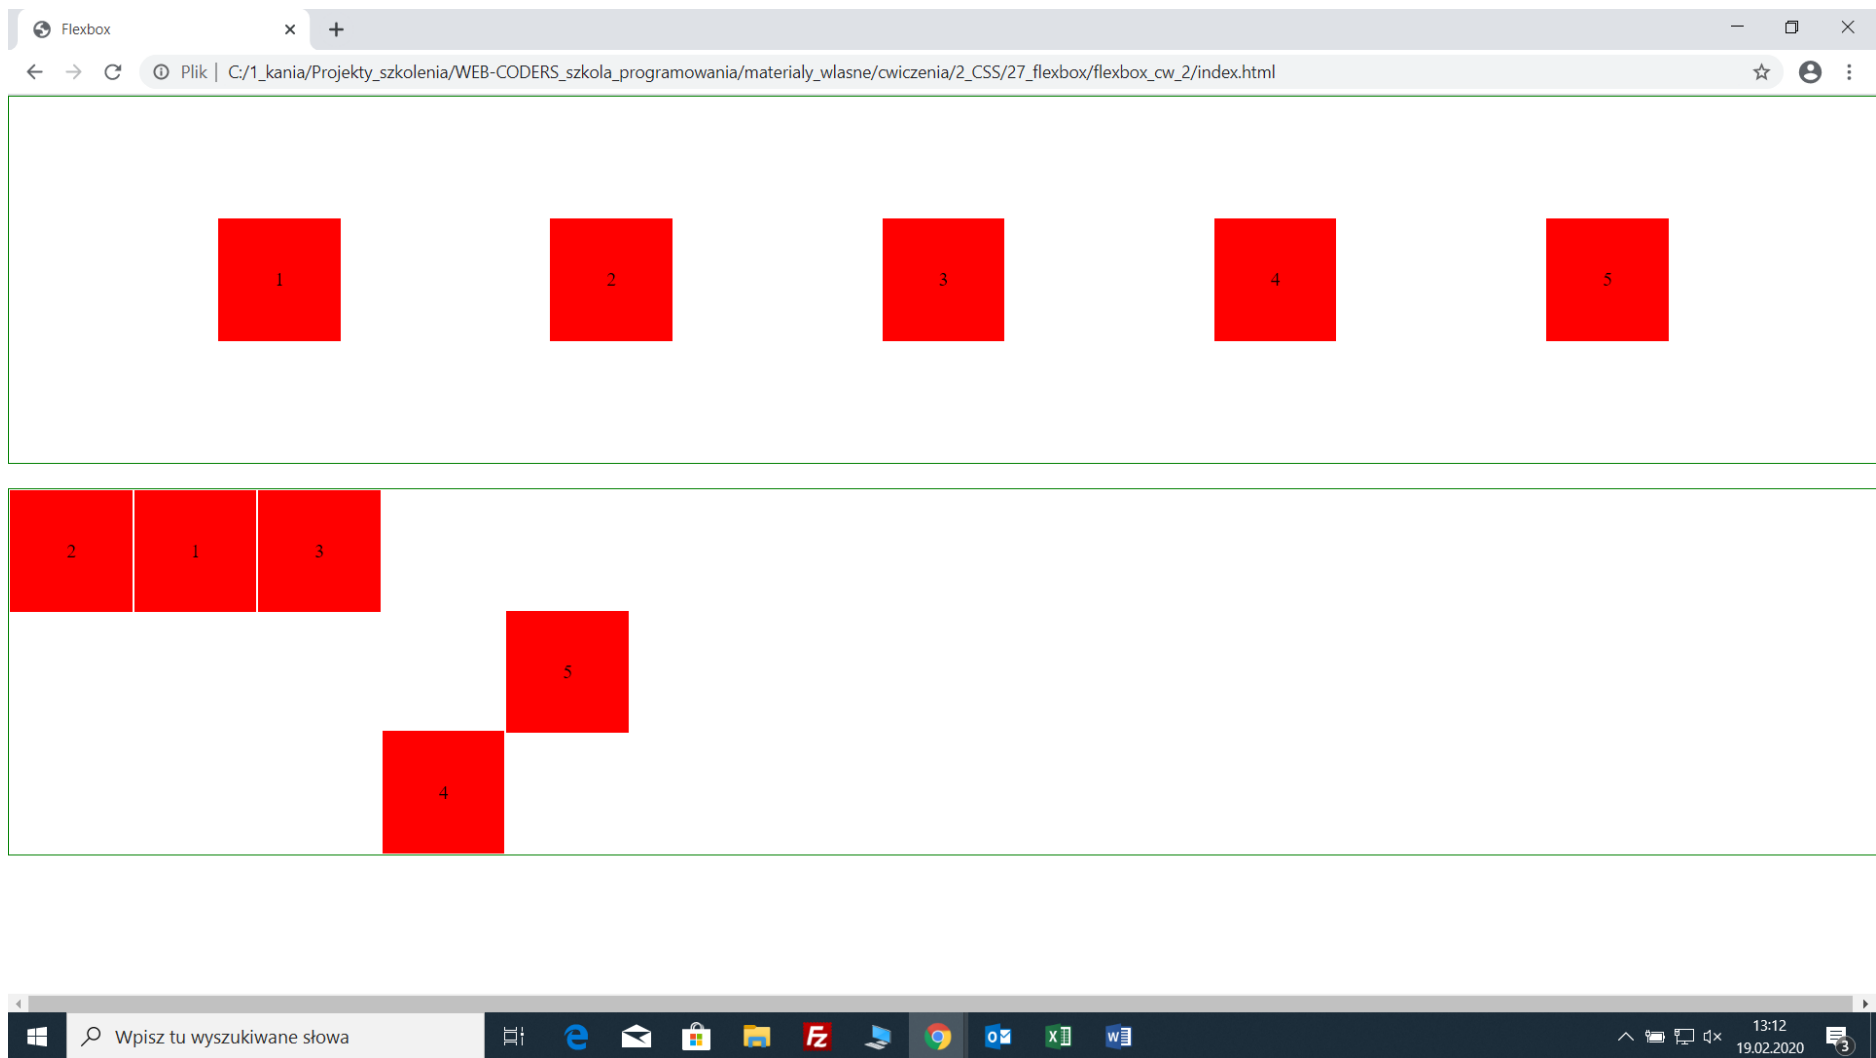 Flexbox
Plik | C:/1_kania/Projekty_szkolenia/WEB-CODERS_szkola_programowania/materialy_wlasne/cwiczenia/2_CSS/27_flexbox/flexbox_cw_2/index.html
1 2 3 4 5
2 1 3
5
4
Wpisz tu wyszukiwane słowa
13:12
19.02.2020
3